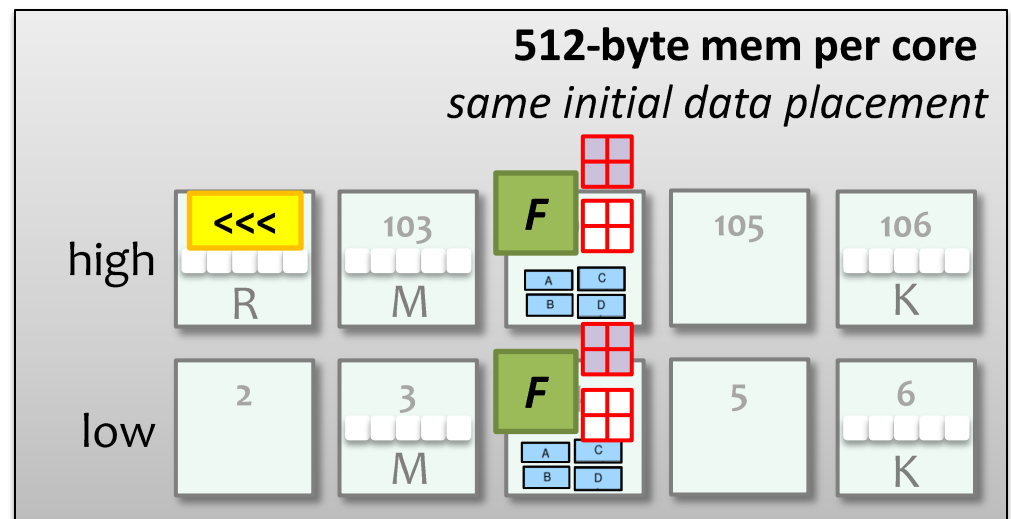 512-byte mem per core
same initial data placement
high
<<<
R
103
M
F
A
C
B
D
105
106
K
low
2
3
M
F
A
C
B
D
5
6
K